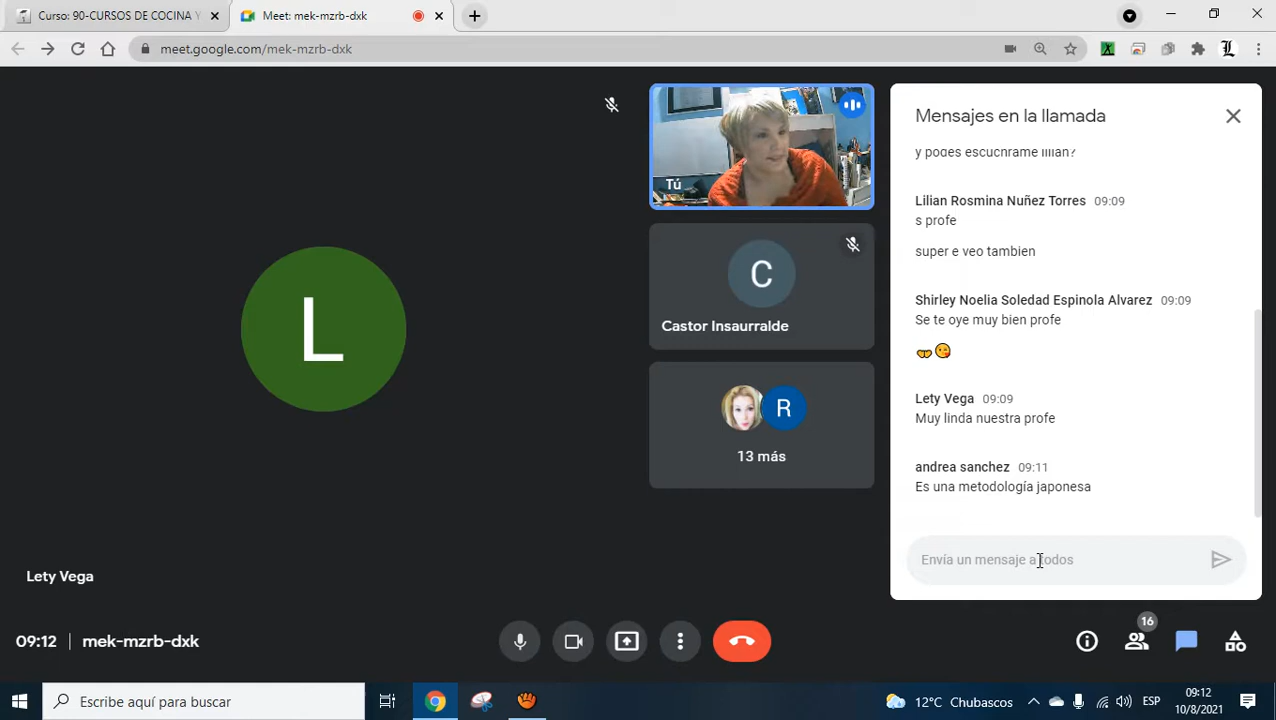 Curso: 90-CURSOS DE COCINA Y
Meet: mek-mzrb-dxk
meet.google.com/mek-mzrb-dxk
Tú
C
Castor Insaurralde
R
13 más
L
Lety Vega
Mensajes en la llamada
y podes escucharme lilian?
Lilian Rosmina Nuñez Torres 09:09
s profe
super e veo tambien
Shirley Noelia Soledad Espinola Alvarez 09:09
Se te oye muy bien profe
Lety Vega 09:09
Muy linda nuestra profe
andrea sanchez 09:11
Es una metodología japonesa
Envía un mensaje a todos
09:12 | mek-mzrb-dxk
16
Escribe aquí para buscar
12°C Chubascos
ESP
09:12
10/8/2021